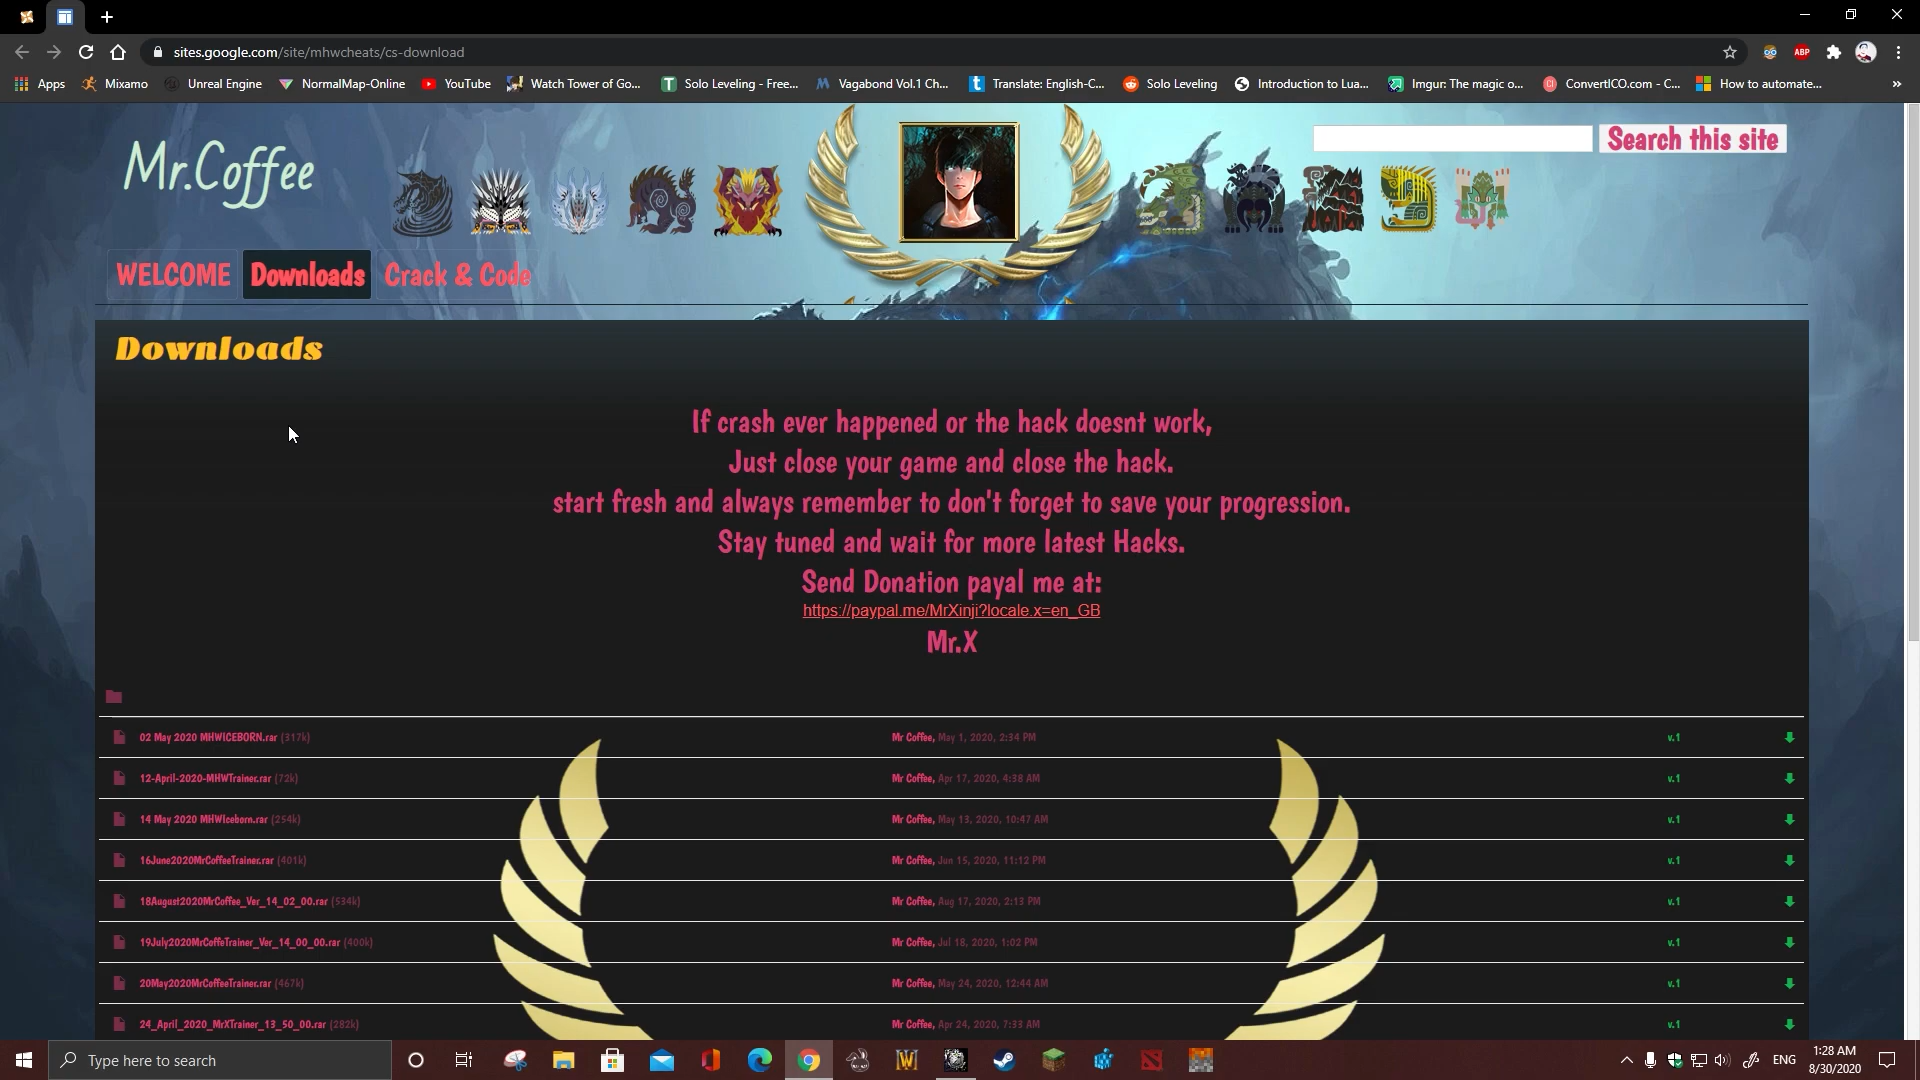 sites.google.com/site/mhwcheats/cs-download
ABP
Apps
Mixamo
Unreal Engine
NormalMap-Online
YouTube
Watch Tower of Go...
Solo Leveling - Free...
Vagabond Vol.1 Ch...
Translate: English-C...
Solo Leveling
Introduction to Lua...
Imgur: The magic o...
ConvertICO.com - C...
How to automate...
Mr.Coffee
Search this site
WELCOME
Downloads
Crack & Code
Downloads
If crash ever happened or the hack doesnt work,
Just close your game and close the hack.
start fresh and always remember to don't forget to save your progression.
Stay tuned and wait for more latest Hacks.
Send Donation payal me at:
https://paypal.me/MrXinji?locale.x=en_GB
Mr.X
02 May 2020 MHWICEBORN.rar (317k) Mr Coffee, May 1, 2020, 2:34 PM v.1
12-April-2020-MHWTrainer.rar (72k) Mr Coffee, Apr 17, 2020, 4:38 AM v.1
14 May 2020 MHWIceborn.rar (254k) Mr Coffee, May 13, 2020, 10:47 AM v.1
16June2020MrCoffeeTrainer.rar (401k) Mr Coffee, Jun 15, 2020, 11:12 PM v.1
18August2020MrCoffee_Ver_14_02_00.rar (534k) Mr Coffee, Aug 17, 2020, 2:13 PM v.1
19July2020MrCoffeTrainer_Ver_14_00_00.rar (400k) Mr Coffee, Jul 18, 2020, 1:02 PM v.1
20May2020MrCoffeeTrainer.rar (467k) Mr Coffee, May 24, 2020, 12:44 AM v.1
24_April_2020_MrXTrainer_13_50_00.rar (282k) Mr Coffee, Apr 24, 2020, 7:33 AM v.1
Type here to search
ENG
1:28 AM
8/30/2020